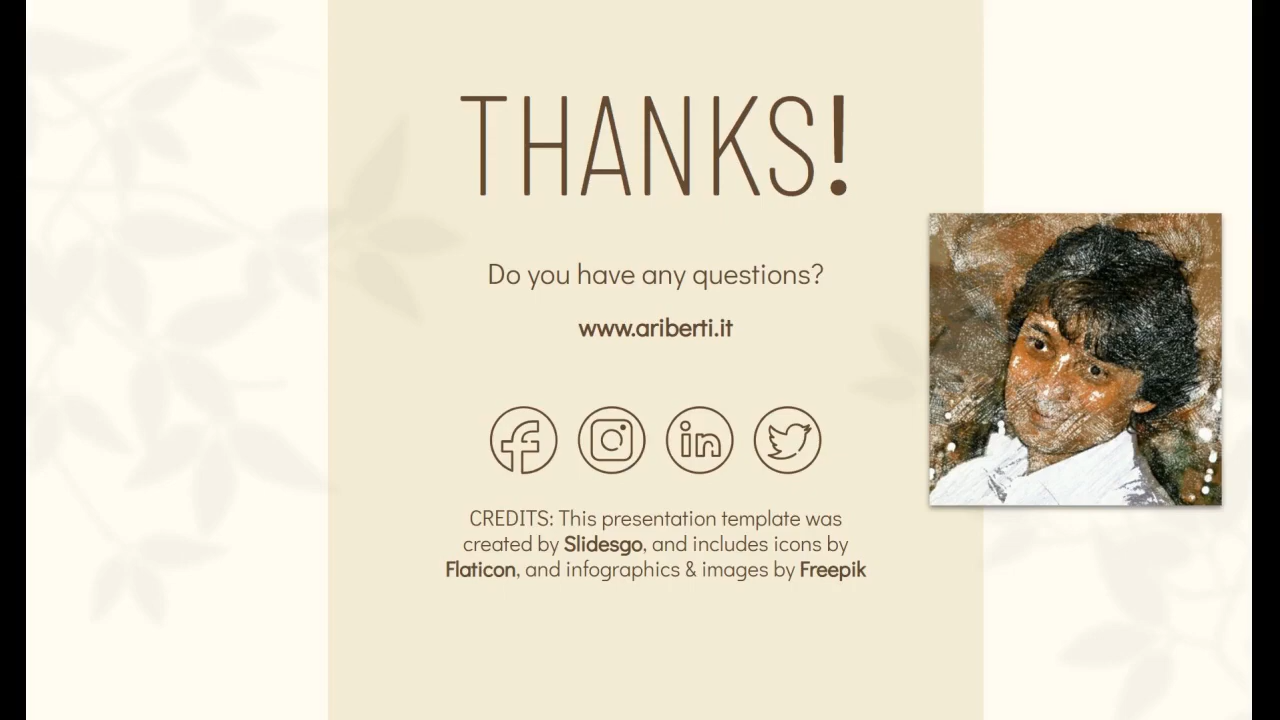 THANKS!
Do you have any questions?
www.ariberti.it
CREDITS: This presentation template was
created by Slidesgo, and includes icons by
Flaticon, and infographics & images by Freepik